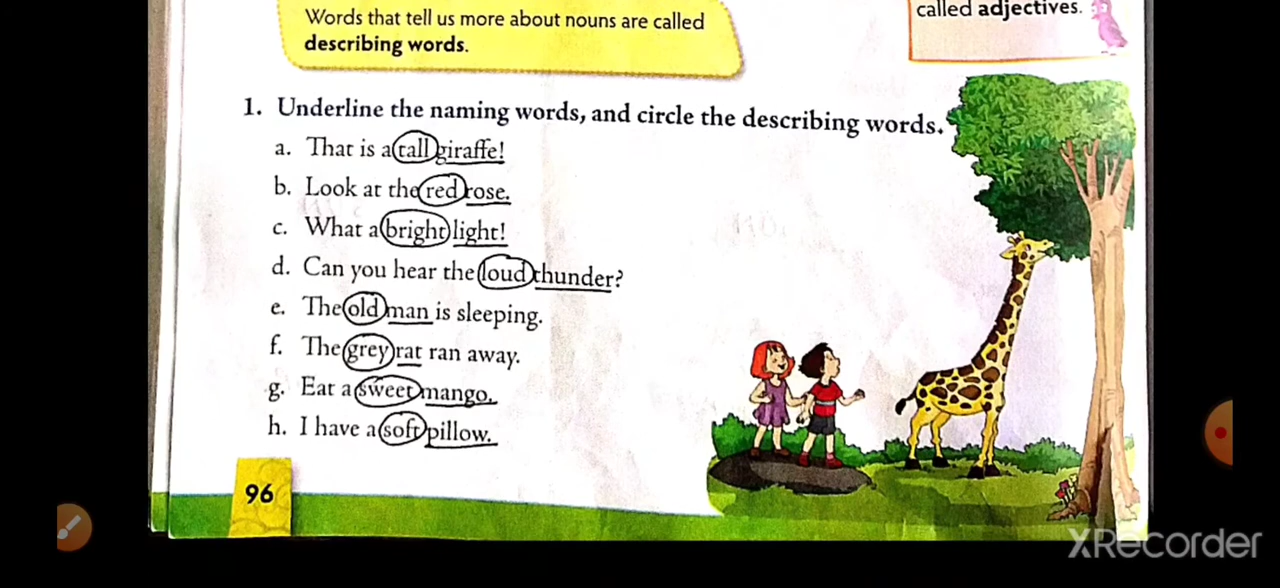 Words that tell us more about nouns are called
describing words.
called adjectives.
1. Underline the naming words, and circle the describing words.
a. That is a tall giraffe!
b. Look at the red rose.
c. What a bright light!
d. Can you hear the loud thunder?
e. The old man is sleeping.
f. The grey rat ran away.
g. Eat a sweet mango.
h. I have a soft pillow.
96
XRecorder